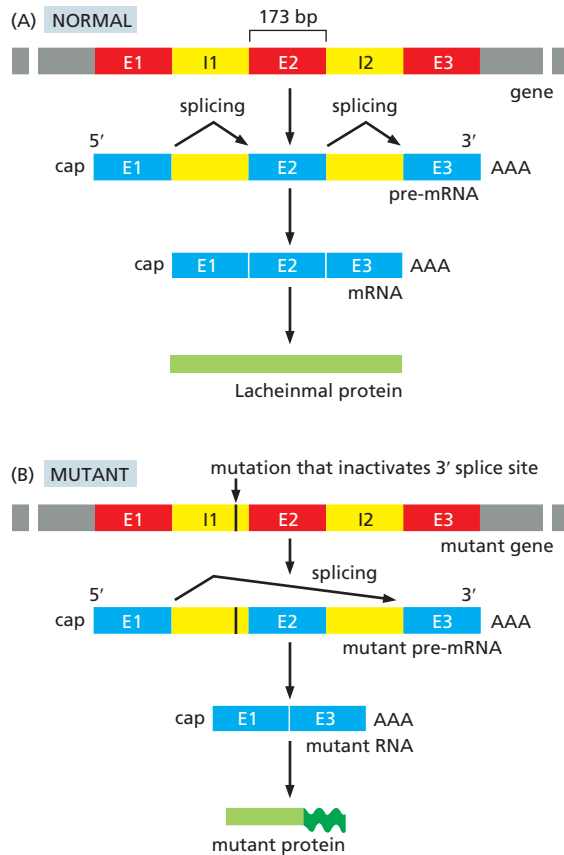 (A) NORMAL
173 bp
E1 I1 E2 I2 E3
gene
splicing splicing
5′ 3′
cap E1 E2 E3 AAA
pre-mRNA
cap E1 E2 E3 AAA
mRNA
Lacheinmal protein
(B) MUTANT
mutation that inactivates 3′ splice site
E1 I1 E2 I2 E3
mutant gene
splicing
5′ 3′
cap E1 E2 E3 AAA
mutant pre-mRNA
cap E1 E3 AAA
mutant RNA
mutant protein